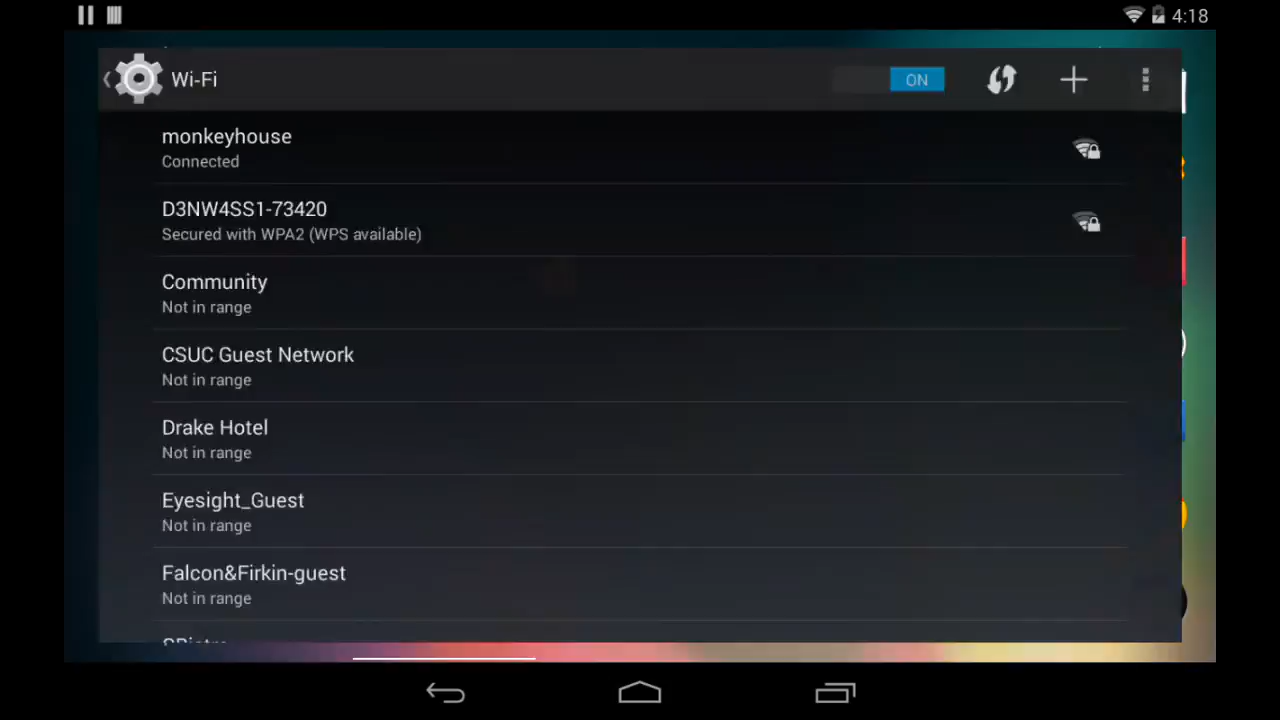 4:18
Wi-Fi
ON
monkeyhouse
Connected
D3NW4SS1-73420
Secured with WPA2 (WPS available)
Community
Not in range
CSUC Guest Network
Not in range
Drake Hotel
Not in range
Eyesight_Guest
Not in range
Falcon&Firkin-guest
Not in range